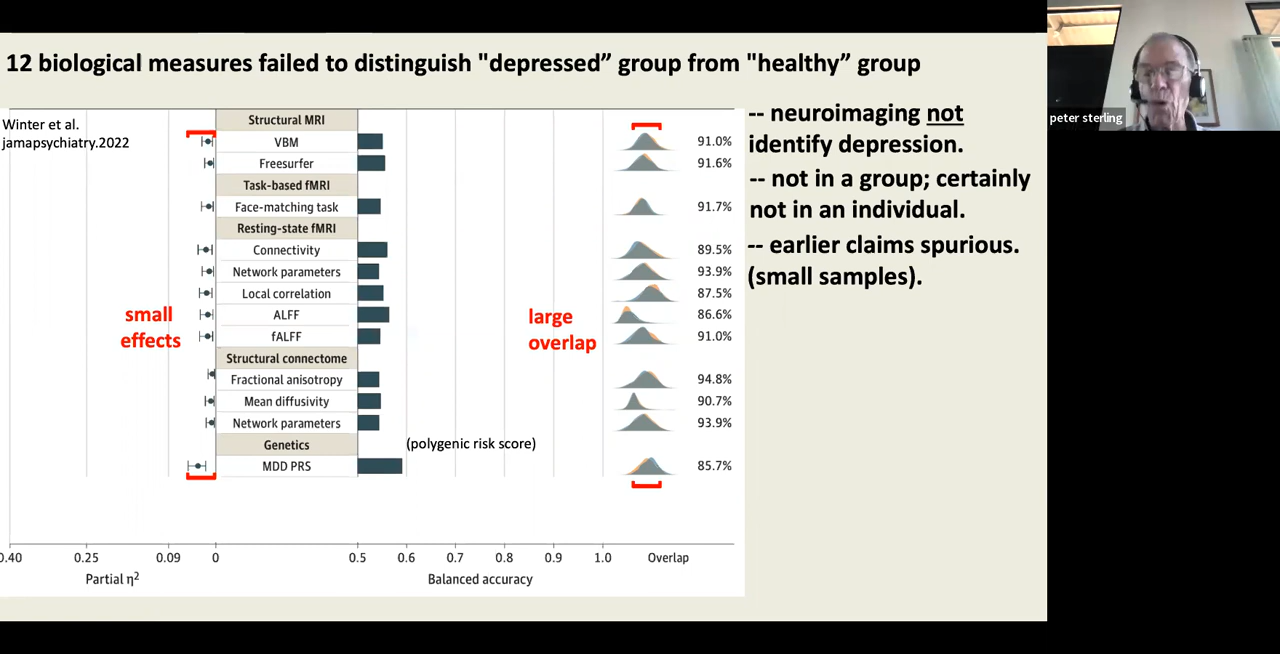 12 biological measures failed to distinguish "depressed” group from "healthy” group
Winter et al.
jamapsychiatry.2022
Structural MRI
VBM 91.0%
Freesurfer 91.6%
Task-based fMRI
Face-matching task 91.7%
Resting-state fMRI
Connectivity 89.5%
Network parameters 93.9%
Local correlation 87.5%
ALFF 86.6%
fALFF 91.0%
Structural connectome
Fractional anisotropy 94.8%
Mean diffusivity 90.7%
Network parameters 93.9%
Genetics
MDD PRS 85.7%
small
effects
large
overlap
(polygenic risk score)
0.40 0.25 0.09 0 0.5 0.6 0.7 0.8 0.9 1.0 Overlap
Partial η² Balanced accuracy
-- neuroimaging not
identify depression.
-- not in a group; certainly
not in an individual.
-- earlier claims spurious.
(small samples).
peter sterling